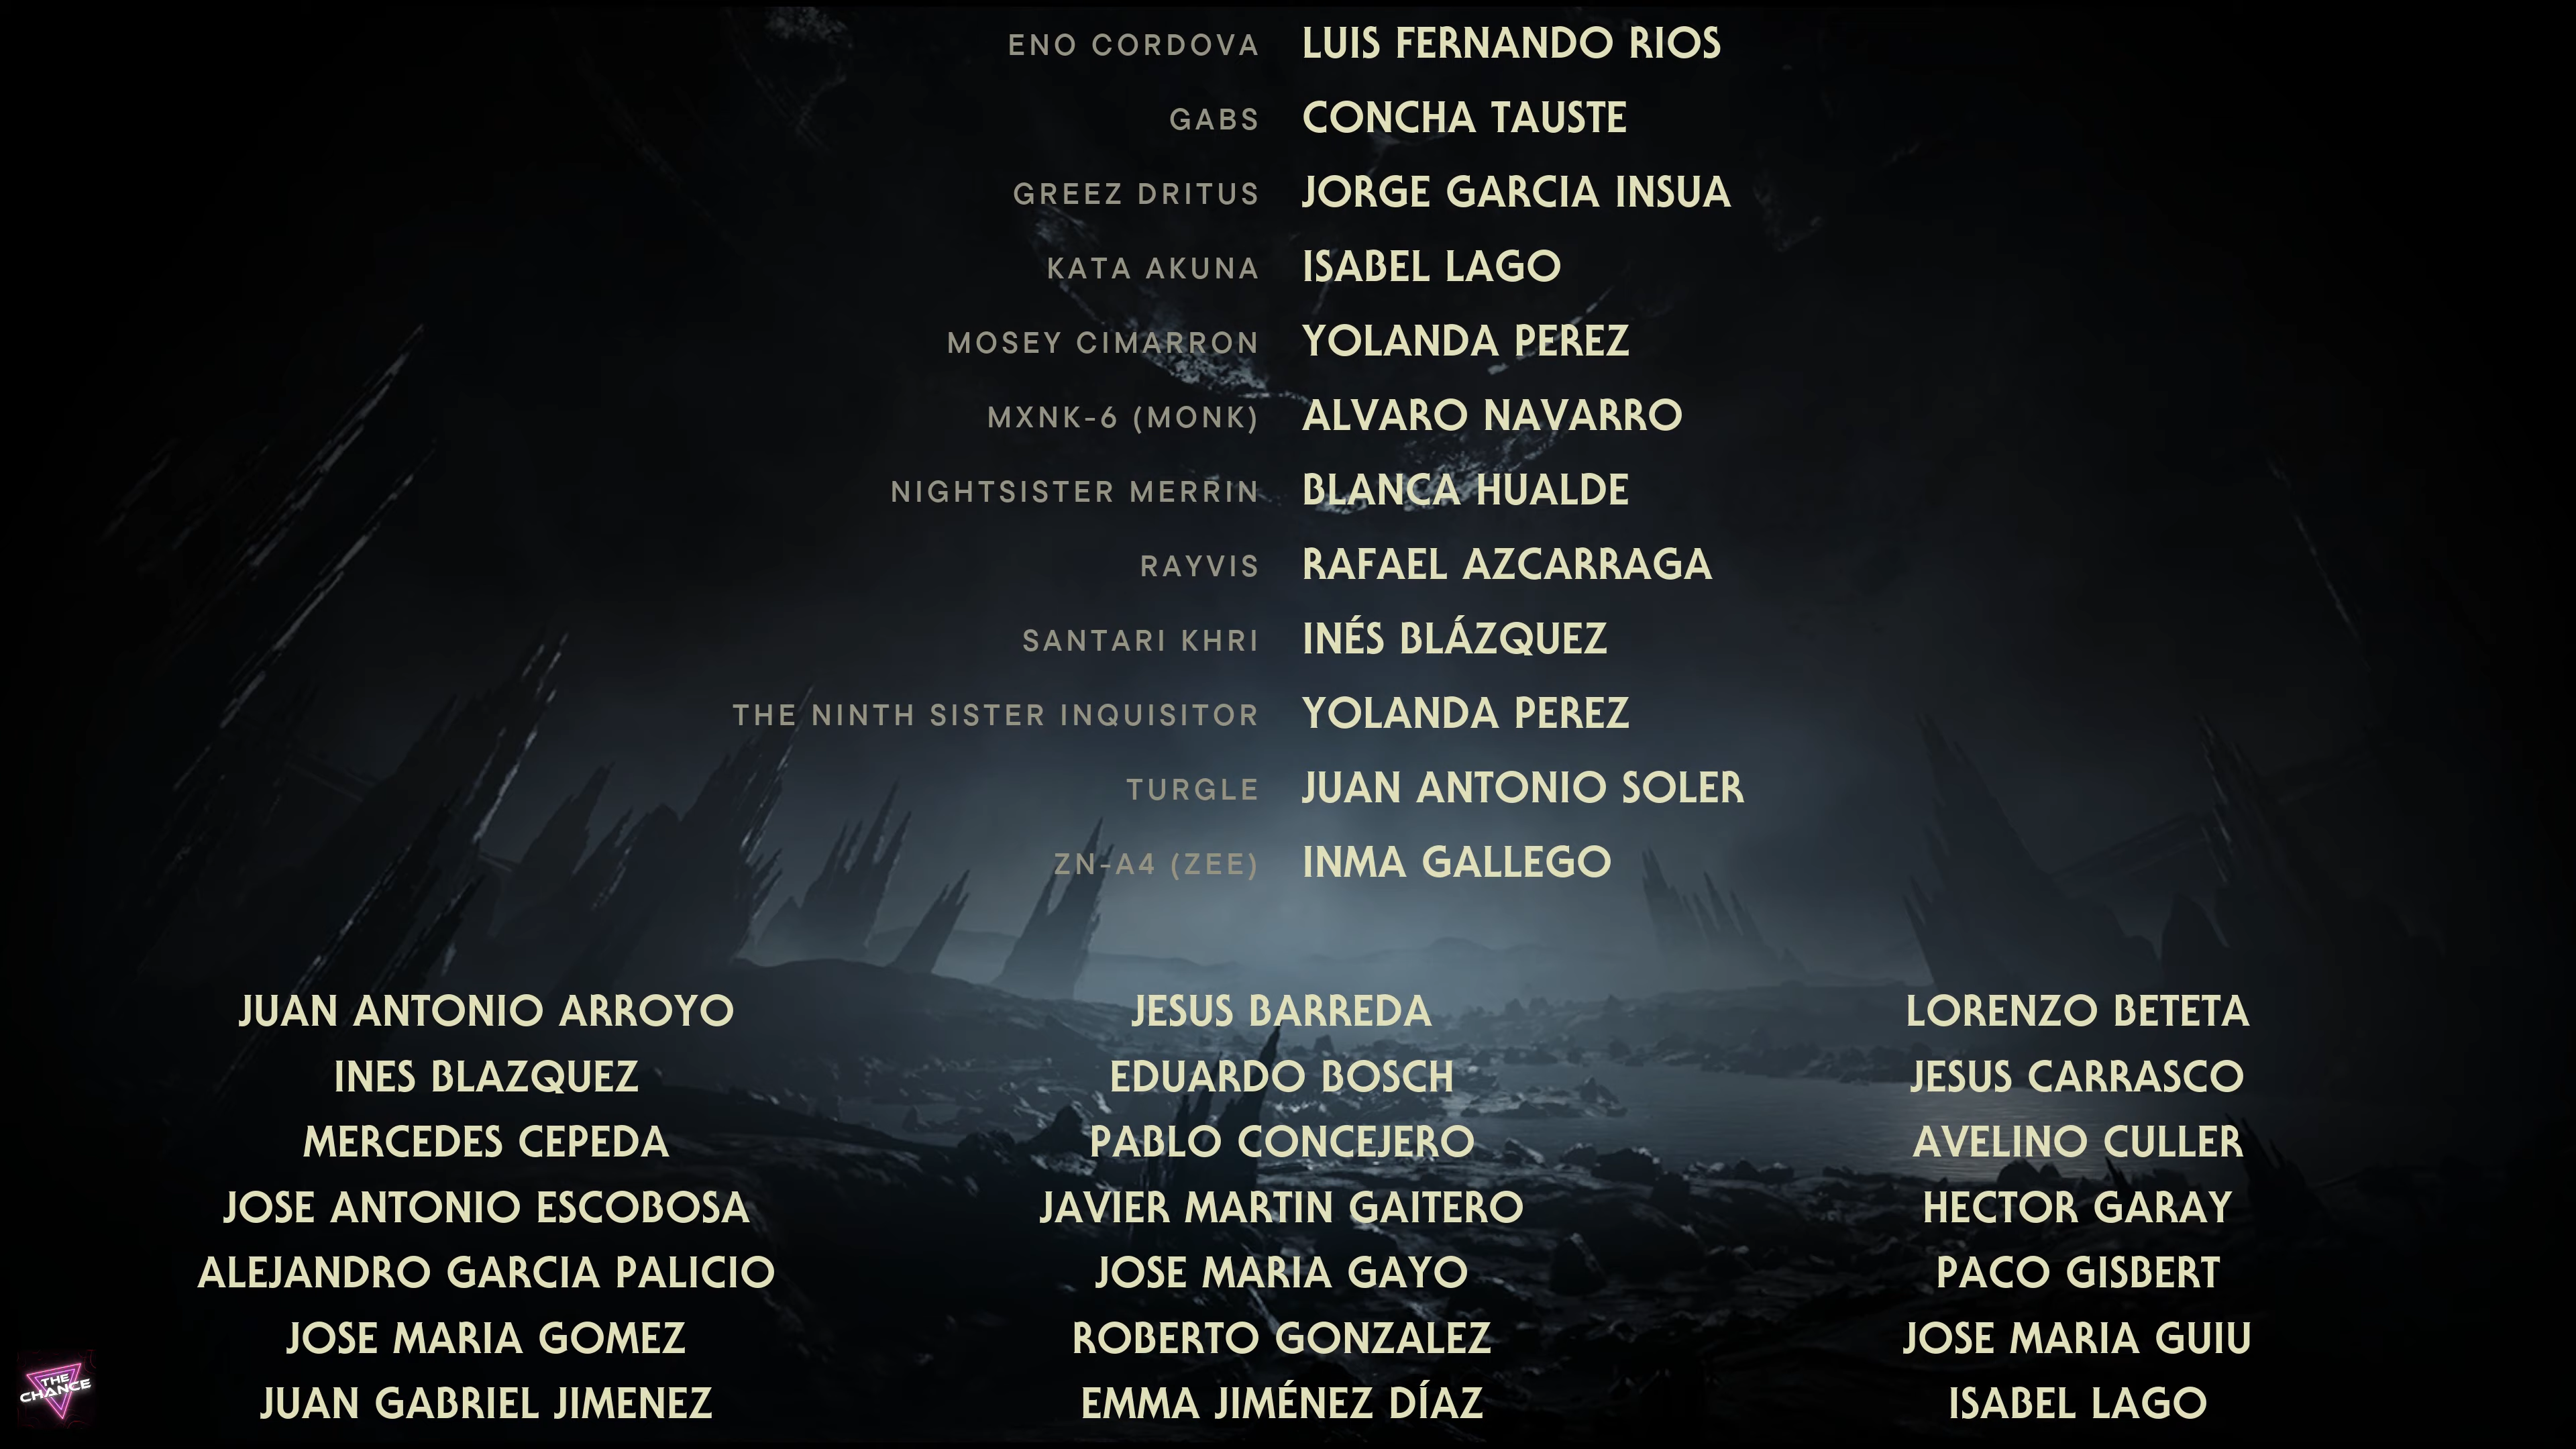 ENO CORDOVA LUIS FERNANDO RIOS
GABS CONCHA TAUSTE
GREEZ DRITUS JORGE GARCIA INSUA
KATA AKUNA ISABEL LAGO
MOSEY CIMARRON YOLANDA PEREZ
MXNK-6 (MONK) ALVARO NAVARRO
NIGHTSISTER MERRIN BLANCA HUALDE
RAYVIS RAFAEL AZCARRAGA
SANTARI KHRI INÉS BLÁZQUEZ
THE NINTH SISTER INQUISITOR YOLANDA PEREZ
TURGLE JUAN ANTONIO SOLER
ZN-A4 (ZEE) INMA GALLEGO
JUAN ANTONIO ARROYO JESUS BARREDA LORENZO BETETA
INES BLAZQUEZ EDUARDO BOSCH JESUS CARRASCO
MERCEDES CEPEDA PABLO CONCEJERO AVELINO CULLER
JOSE ANTONIO ESCOBOSA JAVIER MARTIN GAITERO HECTOR GARAY
ALEJANDRO GARCIA PALICIO JOSE MARIA GAYO PACO GISBERT
JOSE MARIA GOMEZ ROBERTO GONZALEZ JOSE MARIA GUIU
JUAN GABRIEL JIMENEZ EMMA JIMÉNEZ DÍAZ ISABEL LAGO
THE
CHANCE